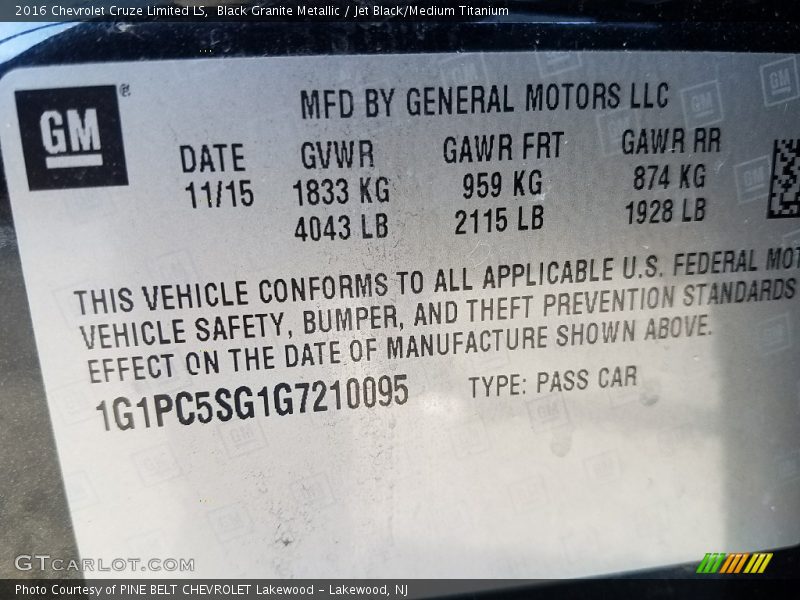 2016 Chevrolet Cruze Limited LS, Black Granite Metallic / Jet Black/Medium Titanium
GM ®
MFD BY GENERAL MOTORS LLC
DATE GVWR GAWR FRT GAWR RR
11/15 1833 KG 959 KG 874 KG
4043 LB 2115 LB 1928 LB
THIS VEHICLE CONFORMS TO ALL APPLICABLE U.S. FEDERAL MOT
VEHICLE SAFETY, BUMPER, AND THEFT PREVENTION STANDARDS
EFFECT ON THE DATE OF MANUFACTURE SHOWN ABOVE.
1G1PC5SG1G7210095 TYPE: PASS CAR
GTCARLOT.COM
Photo Courtesy of PINE BELT CHEVROLET Lakewood - Lakewood, NJ